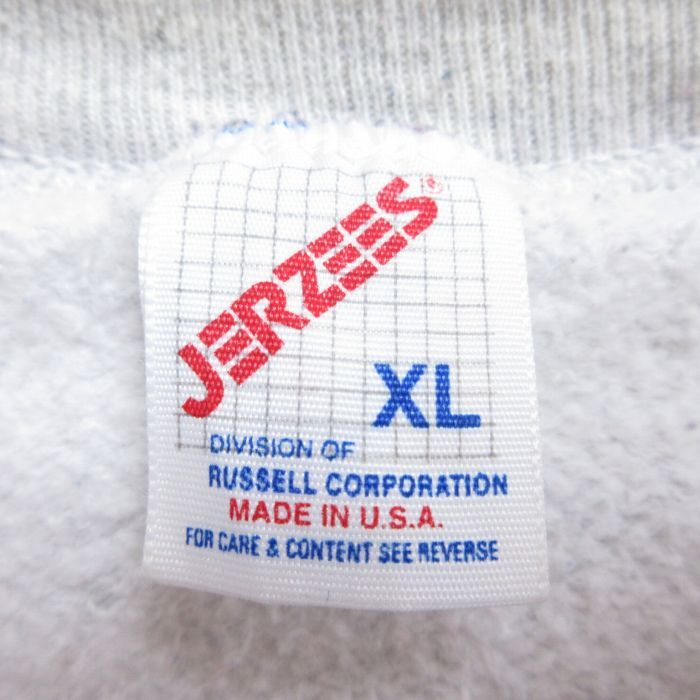 JERZEES®
XL
DIVISION OF
RUSSELL CORPORATION
MADE IN U.S.A.
FOR CARE & CONTENT SEE REVERSE